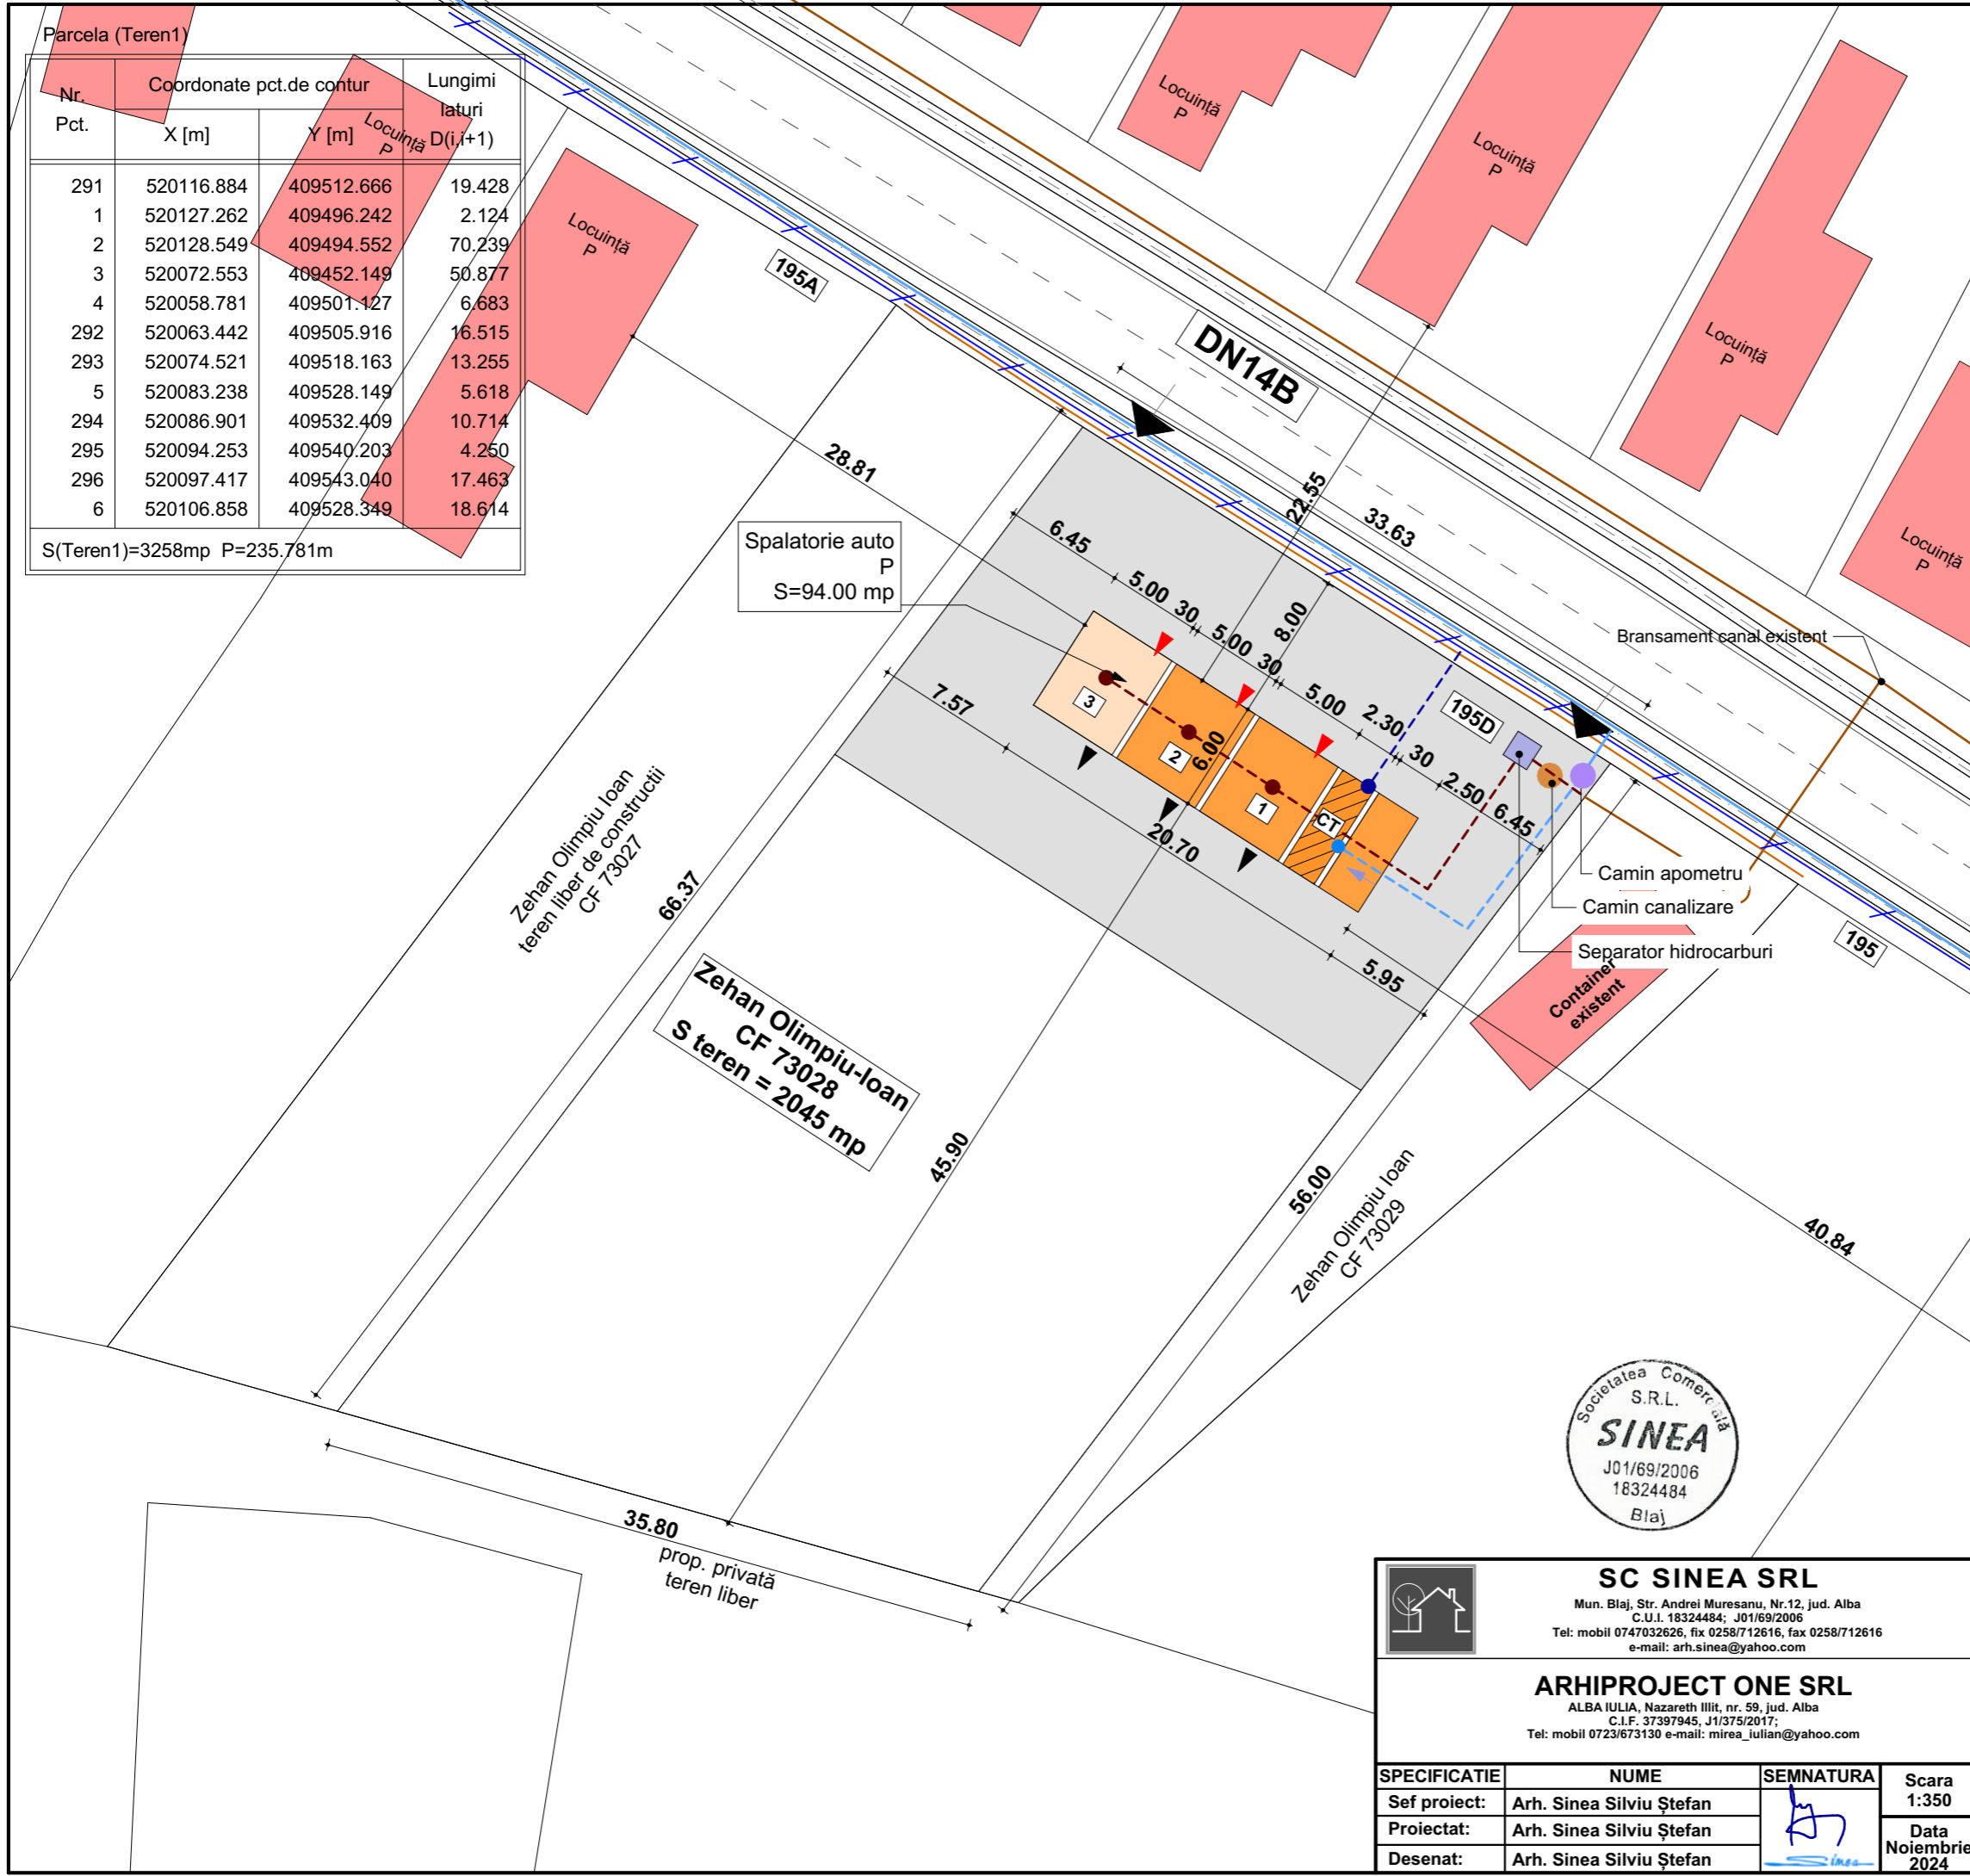 Parcela (Teren1)
Nr. Pct. Coordonate pct.de contur Lungimi laturi D(i,i+1)
X [m] Y [m]
291 520116.884 409512.666 19.428
1 520127.262 409496.242 2.124
2 520128.549 409494.552 70.239
3 520072.553 409452.149 50.877
4 520058.781 409501.127 6.683
292 520063.442 409505.916 16.515
293 520074.521 409518.163 13.255
5 520083.238 409528.149 5.618
294 520086.901 409532.409 10.714
295 520094.253 409540.203 4.250
296 520097.417 409543.040 17.463
6 520106.858 409528.349 18.614
S(Teren1)=3258mp P=235.781m
Locuință
P
Locuință
P
Locuință
P
Locuință
P
Locuință
P
Locuință
P
195A
DN14B
28.81
22.55
33.63
Spalatorie auto
P
S=94.00 mp
6.45
5.00
30
5.00
30
5.00
2.30
30
2.50
6.45
8.00
6.00
7.57
20.70
5.95
3
2
1
CT
195D
Bransament canal existent
Camin apometru
Camin canalizare
Separator hidrocarburi
195
Container
existent
Zehan Olimpiu Ioan
teren liber de constructii
CF 73027
66.37
Zehan Olimpiu-Ioan
CF 73028
S teren = 2045 mp
45.90
56.00
Zehan Olimpiu Ioan
CF 73029
40.84
35.80
prop. privată
teren liber
Societatea Comercială
S.R.L.
SINEA
J01/69/2006
18324484
Blaj
SC SINEA SRL
Mun. Blaj, Str. Andrei Muresanu, Nr.12, jud. Alba
C.U.I. 18324484; J01/69/2006
Tel: mobil 0747032626, fix 0258/712616, fax 0258/712616
e-mail: arh.sinea@yahoo.com
ARHIPROJECT ONE SRL
ALBA IULIA, Nazareth Illit, nr. 59, jud. Alba
C.I.F. 37397945, J1/375/2017;
Tel: mobil 0723/673130 e-mail: mirea_iulian@yahoo.com
SPECIFICATIE NUME SEMNATURA Scara
1:350
Sef proiect: Arh. Sinea Silviu Ștefan
Proiectat: Arh. Sinea Silviu Ștefan
Desenat: Arh. Sinea Silviu Ștefan
Sinea
Data
Noiembrie
2024